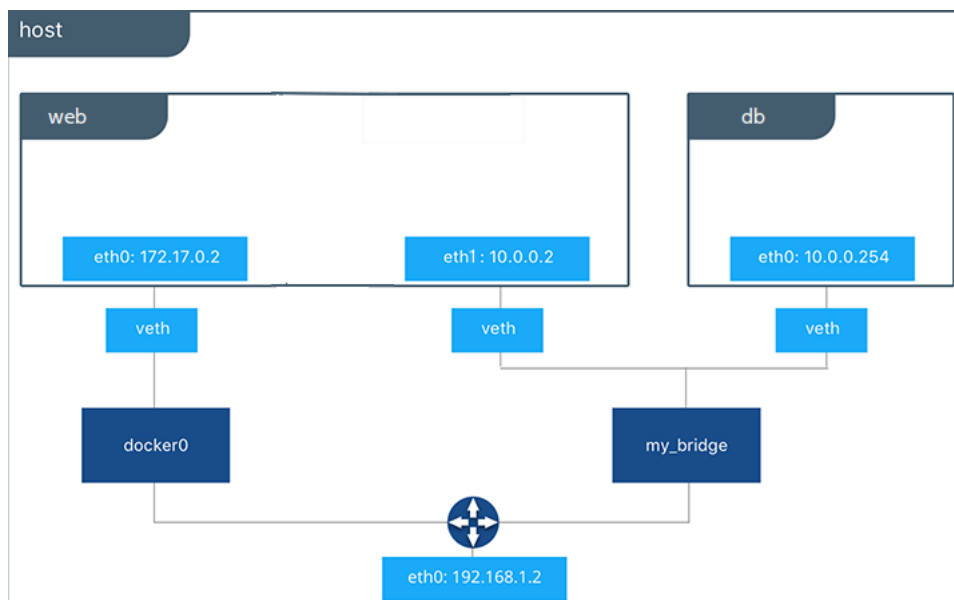 host
web
db
eth0: 172.17.0.2
eth1 : 10.0.0.2
eth0: 10.0.0.254
veth
veth
veth
docker0
my_bridge
eth0: 192.168.1.2